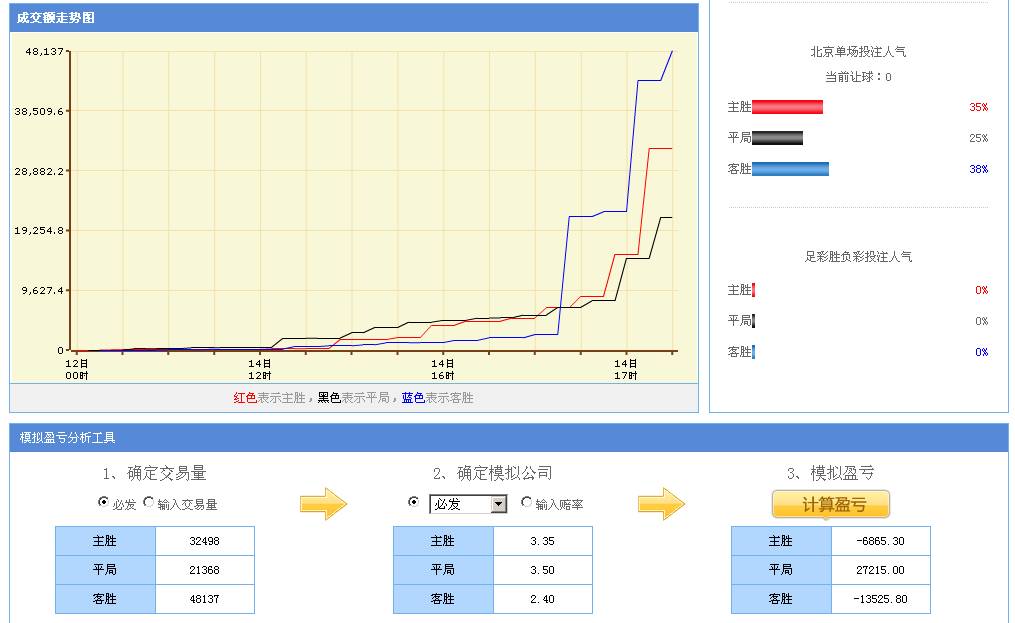 成交额走势图
48,137
38,509.6
28,882.2
19,254.8
9,627.4
0
12日 14日 14日 14日
00时 12时 16时 17时
红色表示主胜，黑色表示平局，蓝色表示客胜
北京单场投注人气
当前让球：0
主胜 35%
平局 25%
客胜 38%
足彩胜负彩投注人气
主胜 0%
平局 0%
客胜 0%
模拟盈亏分析工具
1、确定交易量
必发 输入交易量
主胜 32498
平局 21368
客胜 48137
2、确定模拟公司
必发 输入赔率
主胜 3.35
平局 3.50
客胜 2.40
3、模拟盈亏
计算盈亏
主胜 -6865.30
平局 27215.00
客胜 -13525.80